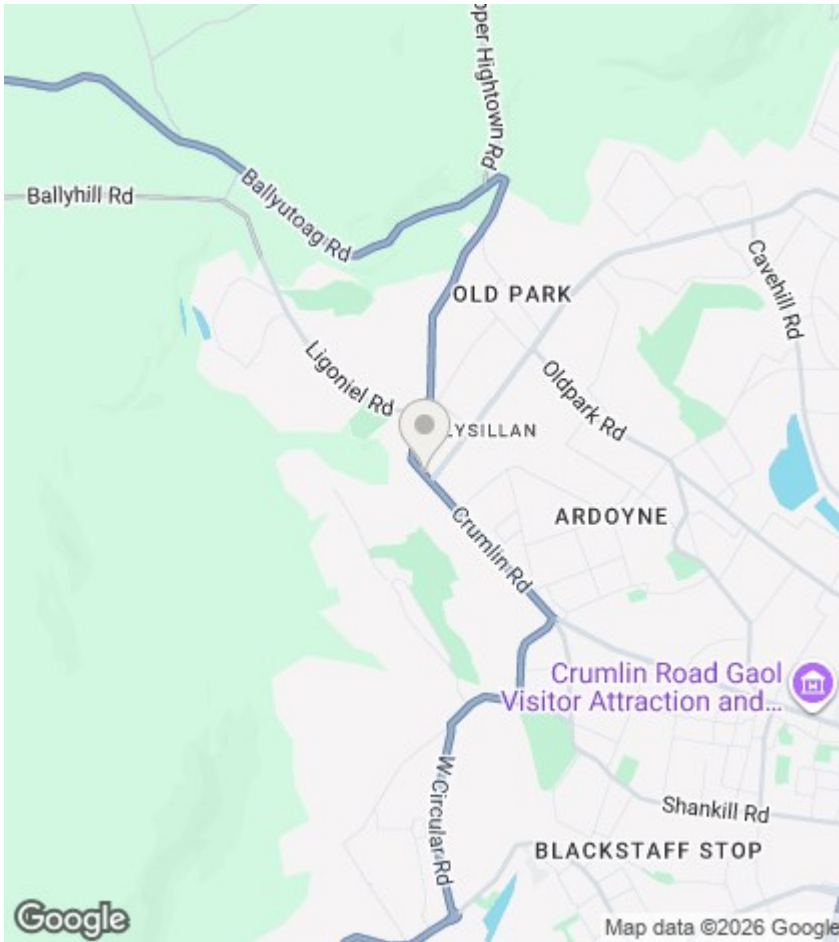 pper Hightown Rd
Ballyhill Rd
Ballyutoag Rd
OLD PARK
Cavehill Rd
Ligoniel Rd
Oldpark Rd
LYSILLAN
Crumlin Rd
ARDOYNE
Crumlin Road Gaol
Visitor Attraction and...
W Circular Rd
Shankill Rd
BLACKSTAFF STOP
Google
Map data ©2026 Google